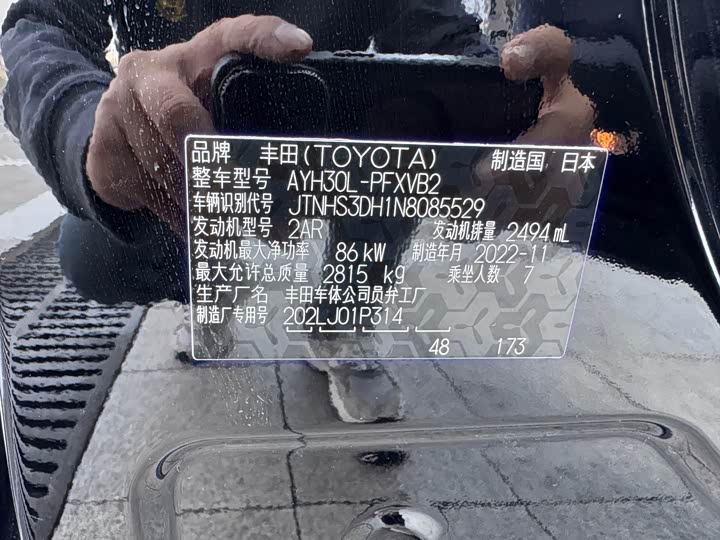 品牌 丰田(TOYOTA) 制造国 日本
整车型号 AYH30L-PFXVB2
车辆识别代号 JTNHS3DH1N8085529
发动机型号 2AR 发动机排量 2494 mL
发动机最大净功率 86 kW 制造年月 2022-11
最大允许总质量 2815 kg 乘坐人数 7
生产厂名 丰田车体公司员弁工厂
制造厂专用号 202LJ01P314
48 173